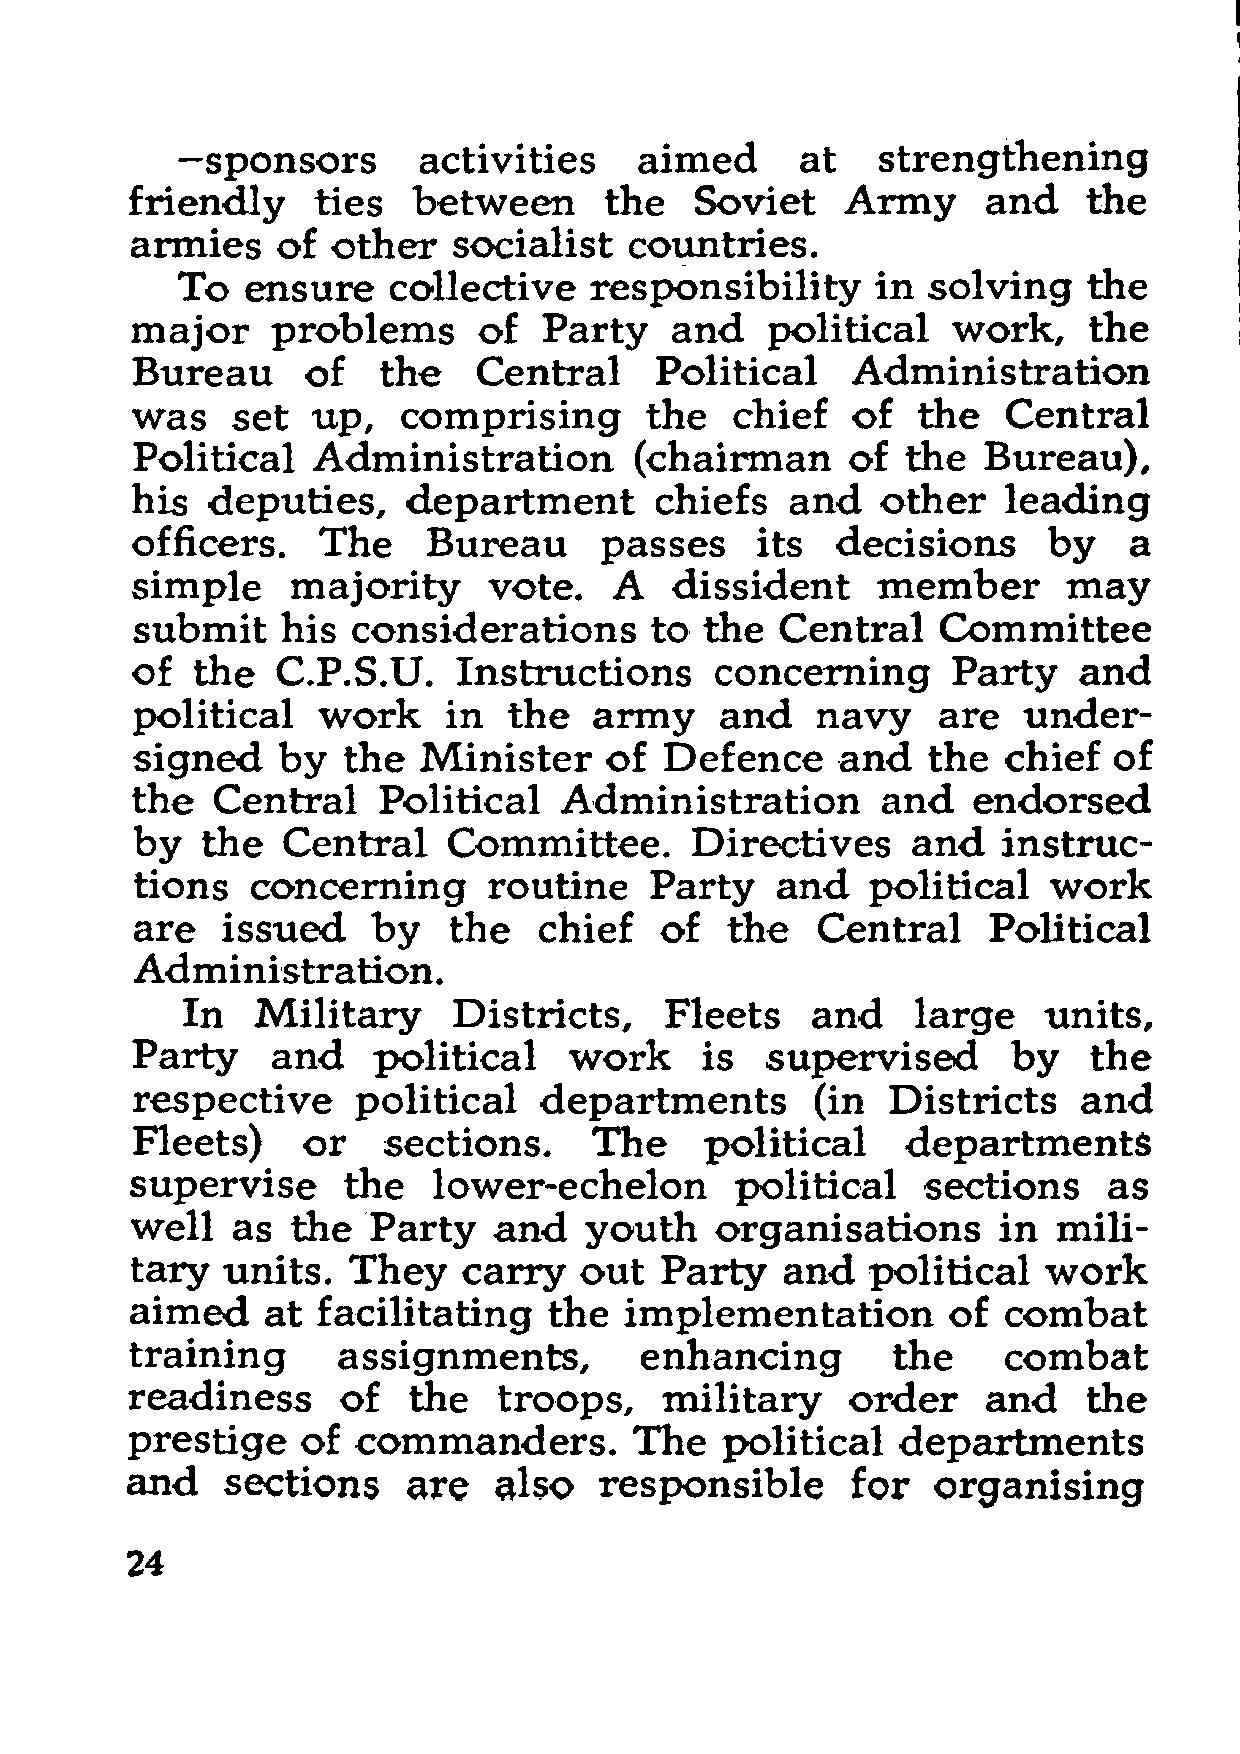 –sponsors activities aimed at strengthening
friendly ties between the Soviet Army and the
armies of other socialist countries.
To ensure collective responsibility in solving the
major problems of Party and political work, the
Bureau of the Central Political Administration
was set up, comprising the chief of the Central
Political Administration (chairman of the Bureau),
his deputies, department chiefs and other leading
officers. The Bureau passes its decisions by a
simple majority vote. A dissident member may
submit his considerations to the Central Committee
of the C.P.S.U. Instructions concerning Party and
political work in the army and navy are under-
signed by the Minister of Defence and the chief of
the Central Political Administration and endorsed
by the Central Committee. Directives and instruc-
tions concerning routine Party and political work
are issued by the chief of the Central Political
Administration.
In Military Districts, Fleets and large units,
Party and political work is supervised by the
respective political departments (in Districts and
Fleets) or sections. The political departments
supervise the lower-echelon political sections as
well as the Party and youth organisations in mili-
tary units. They carry out Party and political work
aimed at facilitating the implementation of combat
training assignments, enhancing the combat
readiness of the troops, military order and the
prestige of commanders. The political departments
and sections are also responsible for organising
24